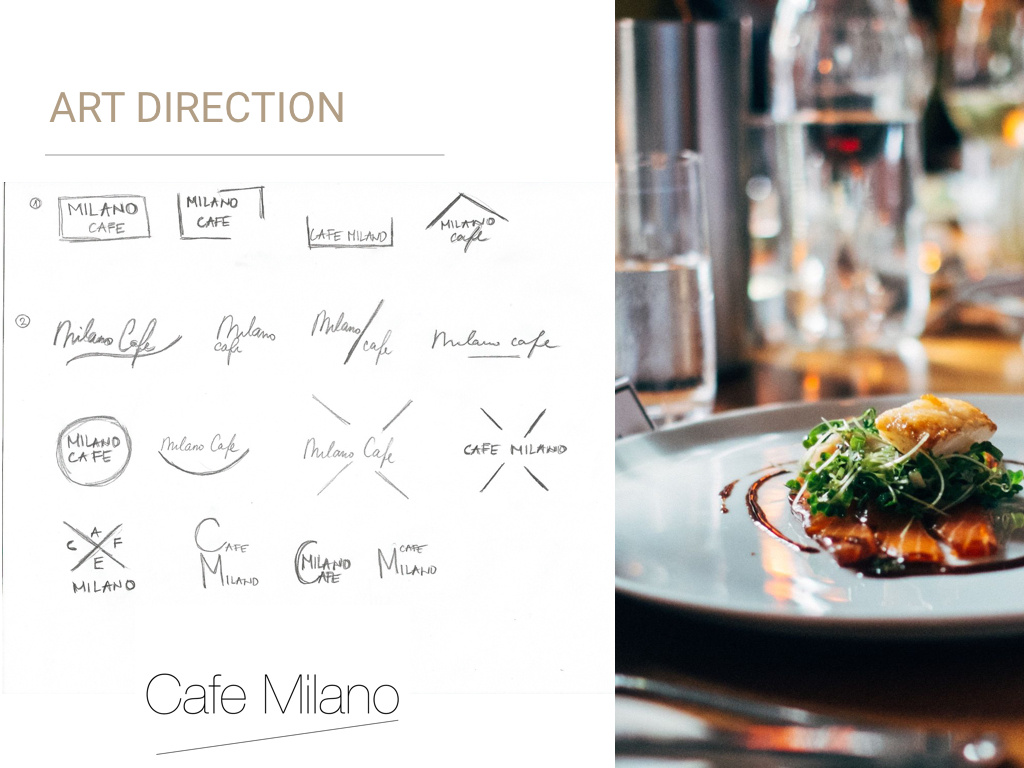 ART DIRECTION
①
MILANO
CAFE
MILANO
CAFE
CAFE MILANO
MILANO
cafe
②
Milano Cafe
Milano
cafe
Milano/
cafe
Milano cafe
MILANO
CAFE
Milano Cafe
Milano Cafe
CAFE MILANO
C A F E
MILANO
CAFE
MILANO
MILANO
CAFE
CAFE
MILANO
Cafe Milano